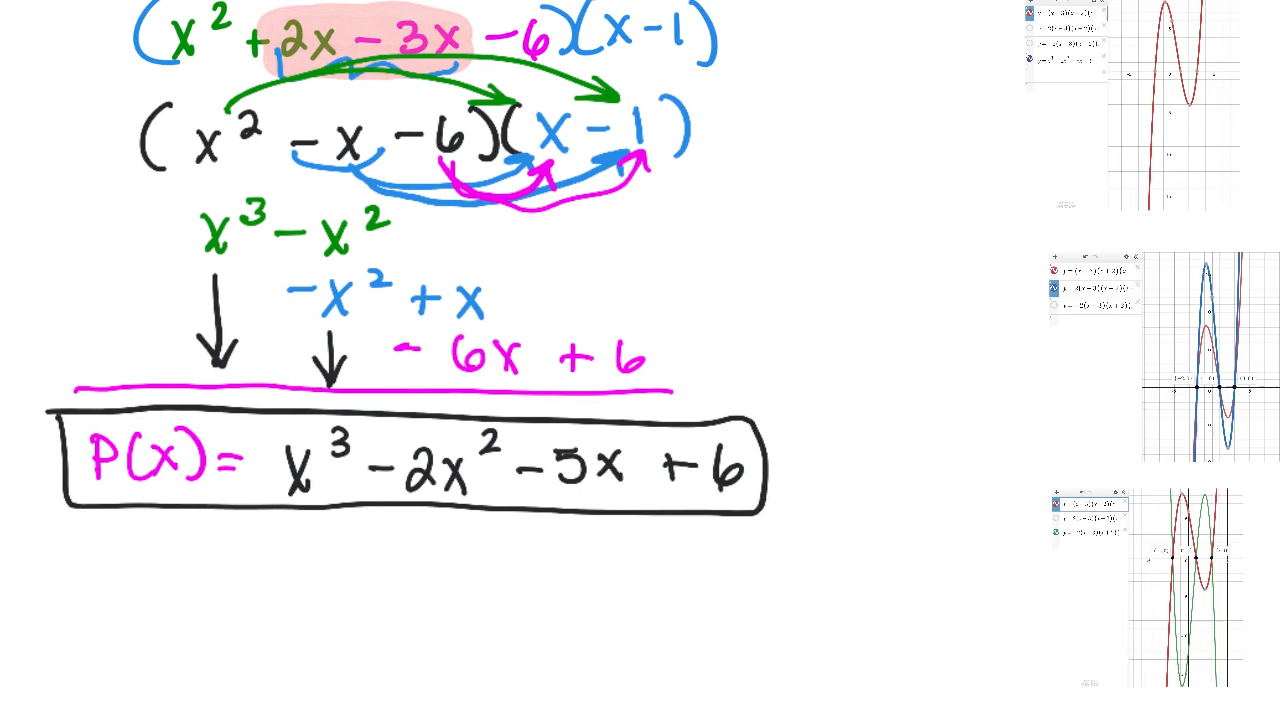 (x² + 2x - 3x - 6)(x - 1)
(x² - x - 6)(x - 1)
x³ - x²
-x² + x
- 6x + 6
P(x) = x³ - 2x² - 5x + 6